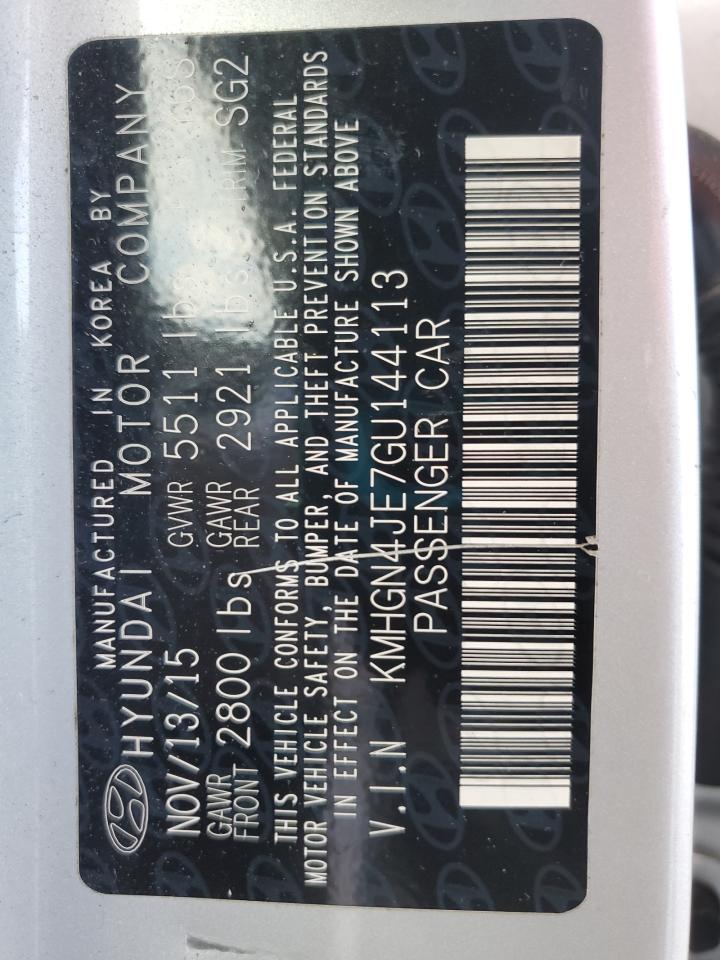 MANUFACTURED IN KOREA BY
HYUNDAI MOTOR COMPANY
NOV/13/15 GVWR 5511 lbs
GAWR FRONT 2800 lbs GAWR REAR 2921 lbs TRIM SG2
THIS VEHICLE CONFORMS TO ALL APPLICABLE U.S.A. FEDERAL
MOTOR VEHICLE SAFETY, BUMPER, AND THEFT PREVENTION STANDARDS
IN EFFECT ON THE DATE OF MANUFACTURE SHOWN ABOVE
V.I.N KMHGN4JE7GU144113
PASSENGER CAR